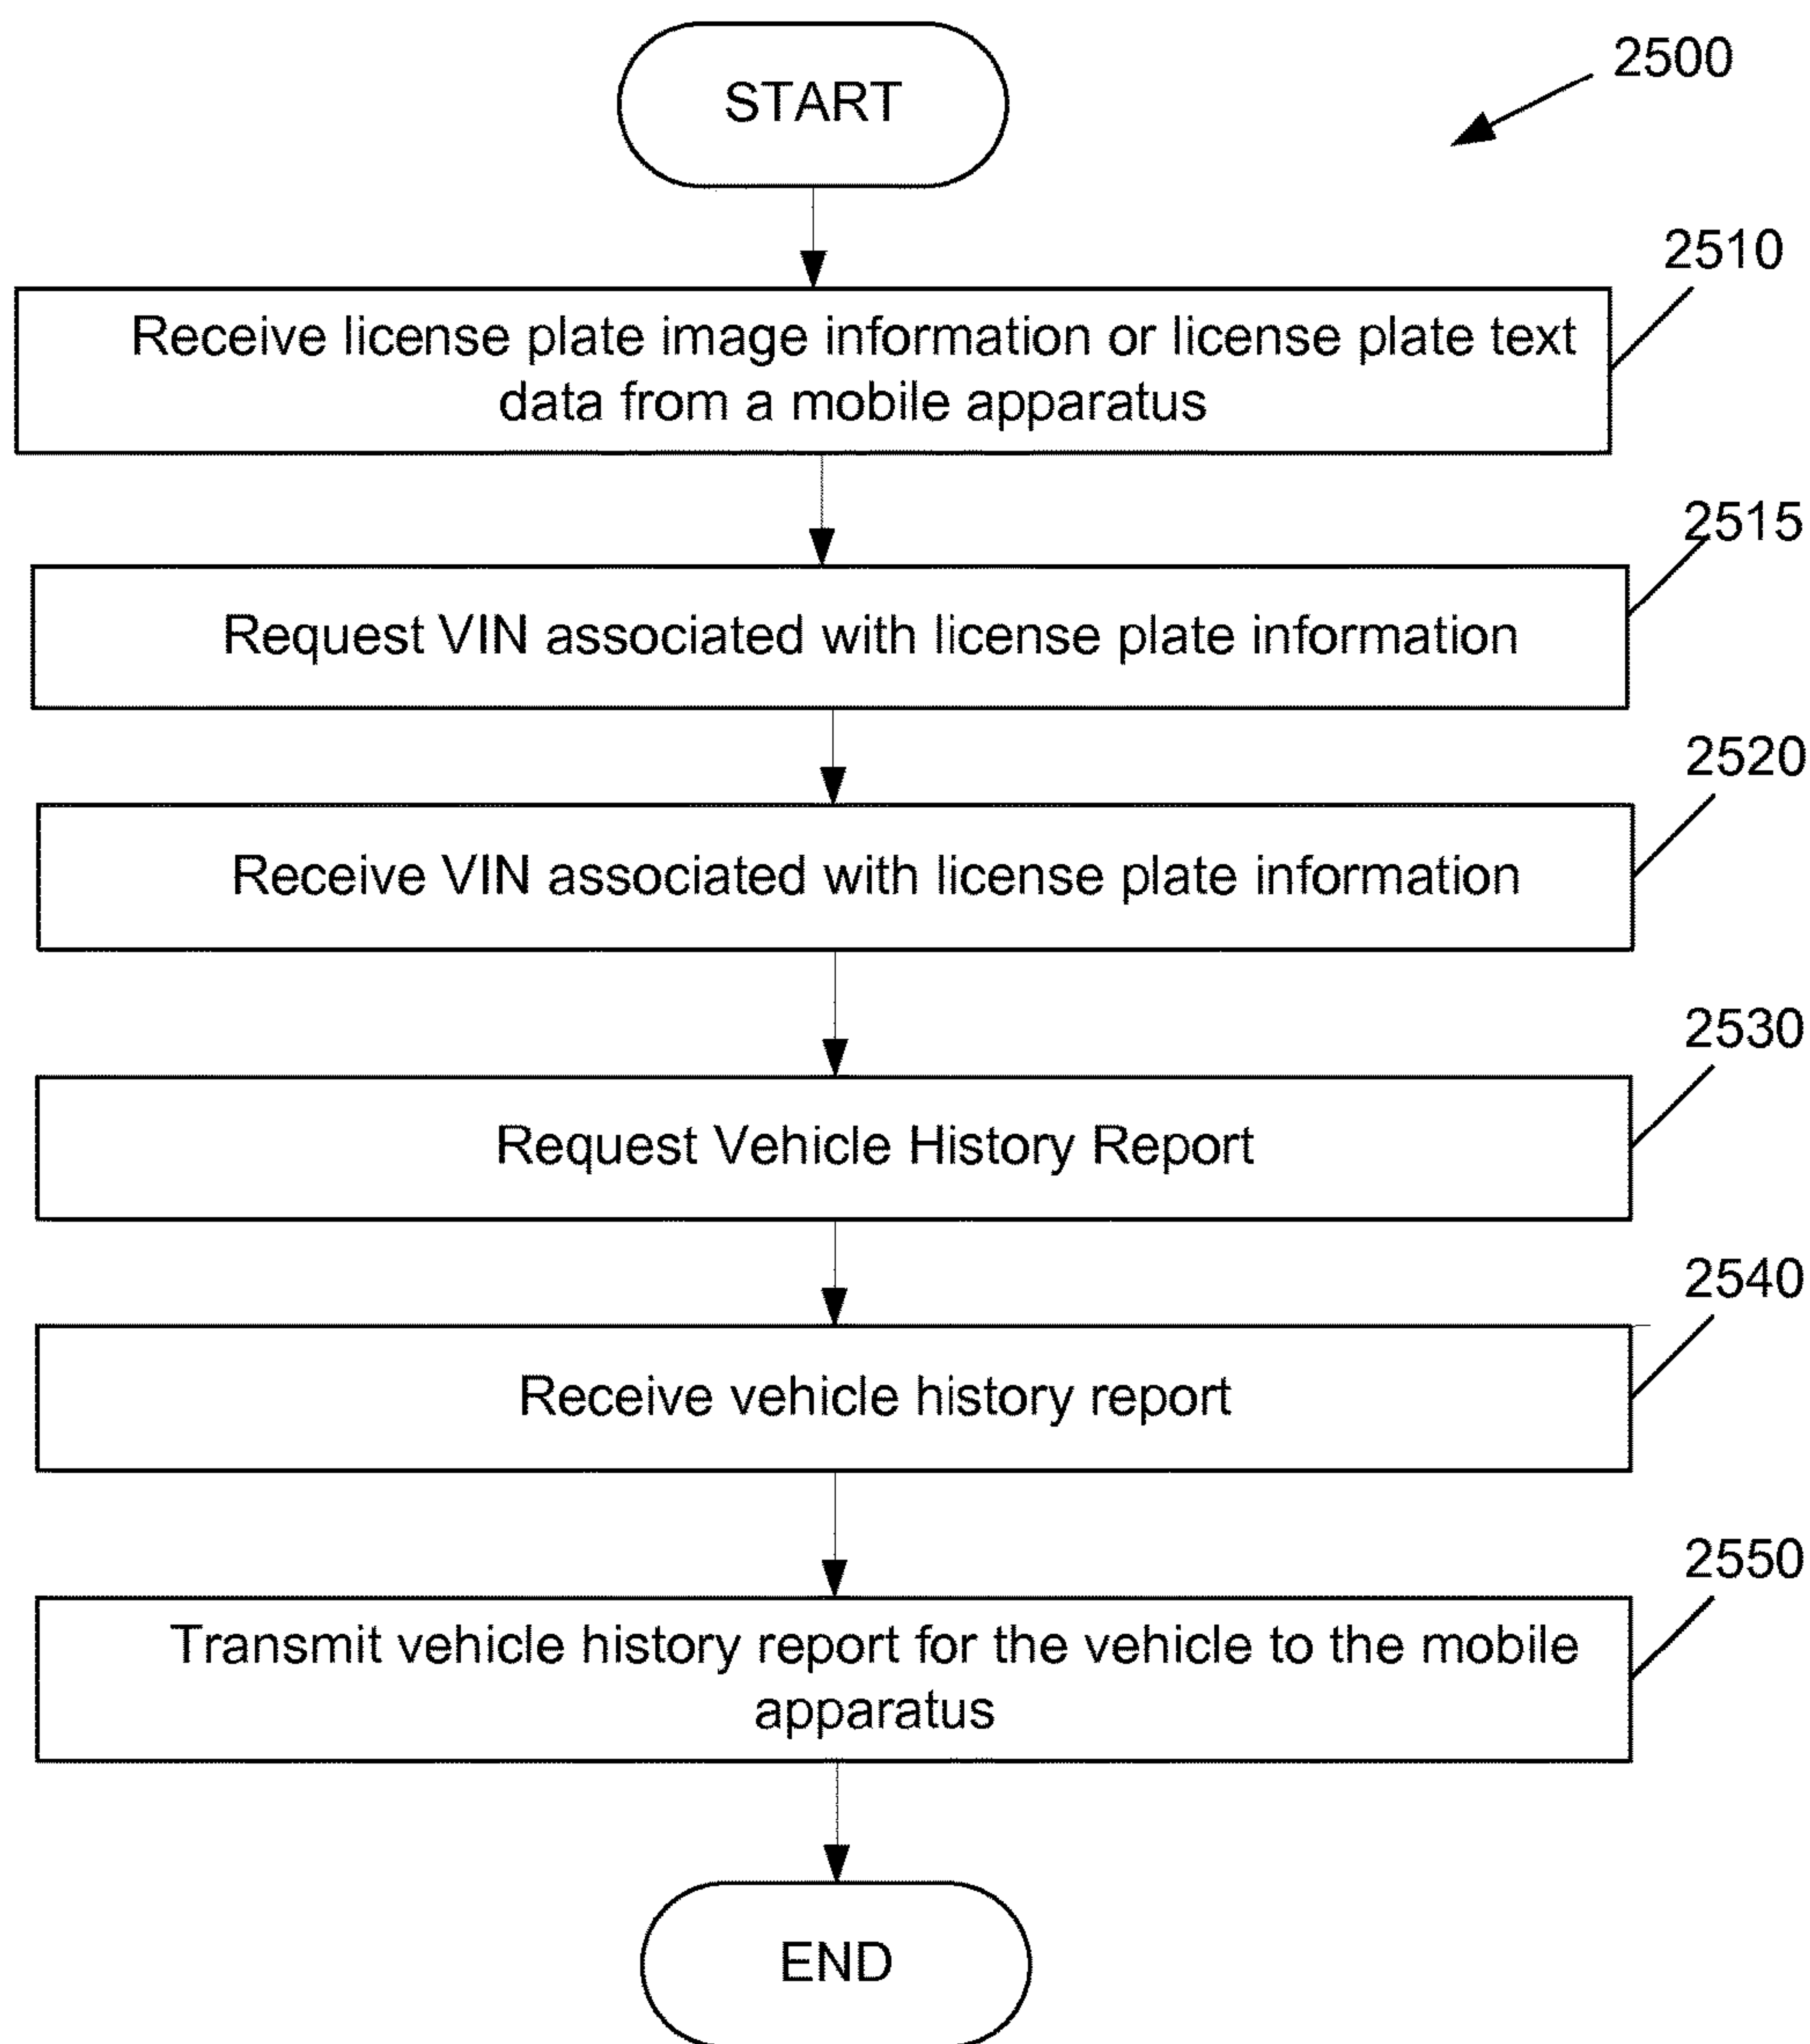 START
2500
2510
Receive license plate image information or license plate text
data from a mobile apparatus
2515
Request VIN associated with license plate information
2520
Receive VIN associated with license plate information
2530
Request Vehicle History Report
2540
Receive vehicle history report
2550
Transmit vehicle history report for the vehicle to the mobile
apparatus
END